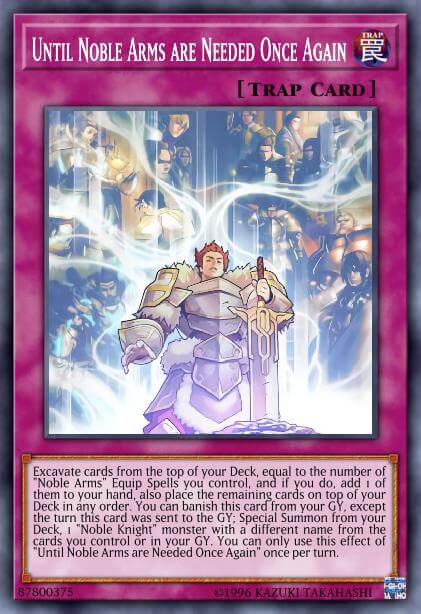 Until Noble Arms are Needed Once Again
TRAP
罠
[Trap Card]
Excavate cards from the top of your Deck, equal to the number of
"Noble Arms" Equip Spells you control, and if you do, add 1 of
them to your hand, also place the remaining cards on top of your
Deck in any order. You can banish this card from your GY, except
the turn this card was sent to the GY; Special Summon from your
Deck, 1 "Noble Knight" monster with a different name from the
cards you control or in your GY. You can only use this effect of
"Until Noble Arms are Needed Once Again" once per turn.
87800375
©1996 KAZUKI TAKAHASHI